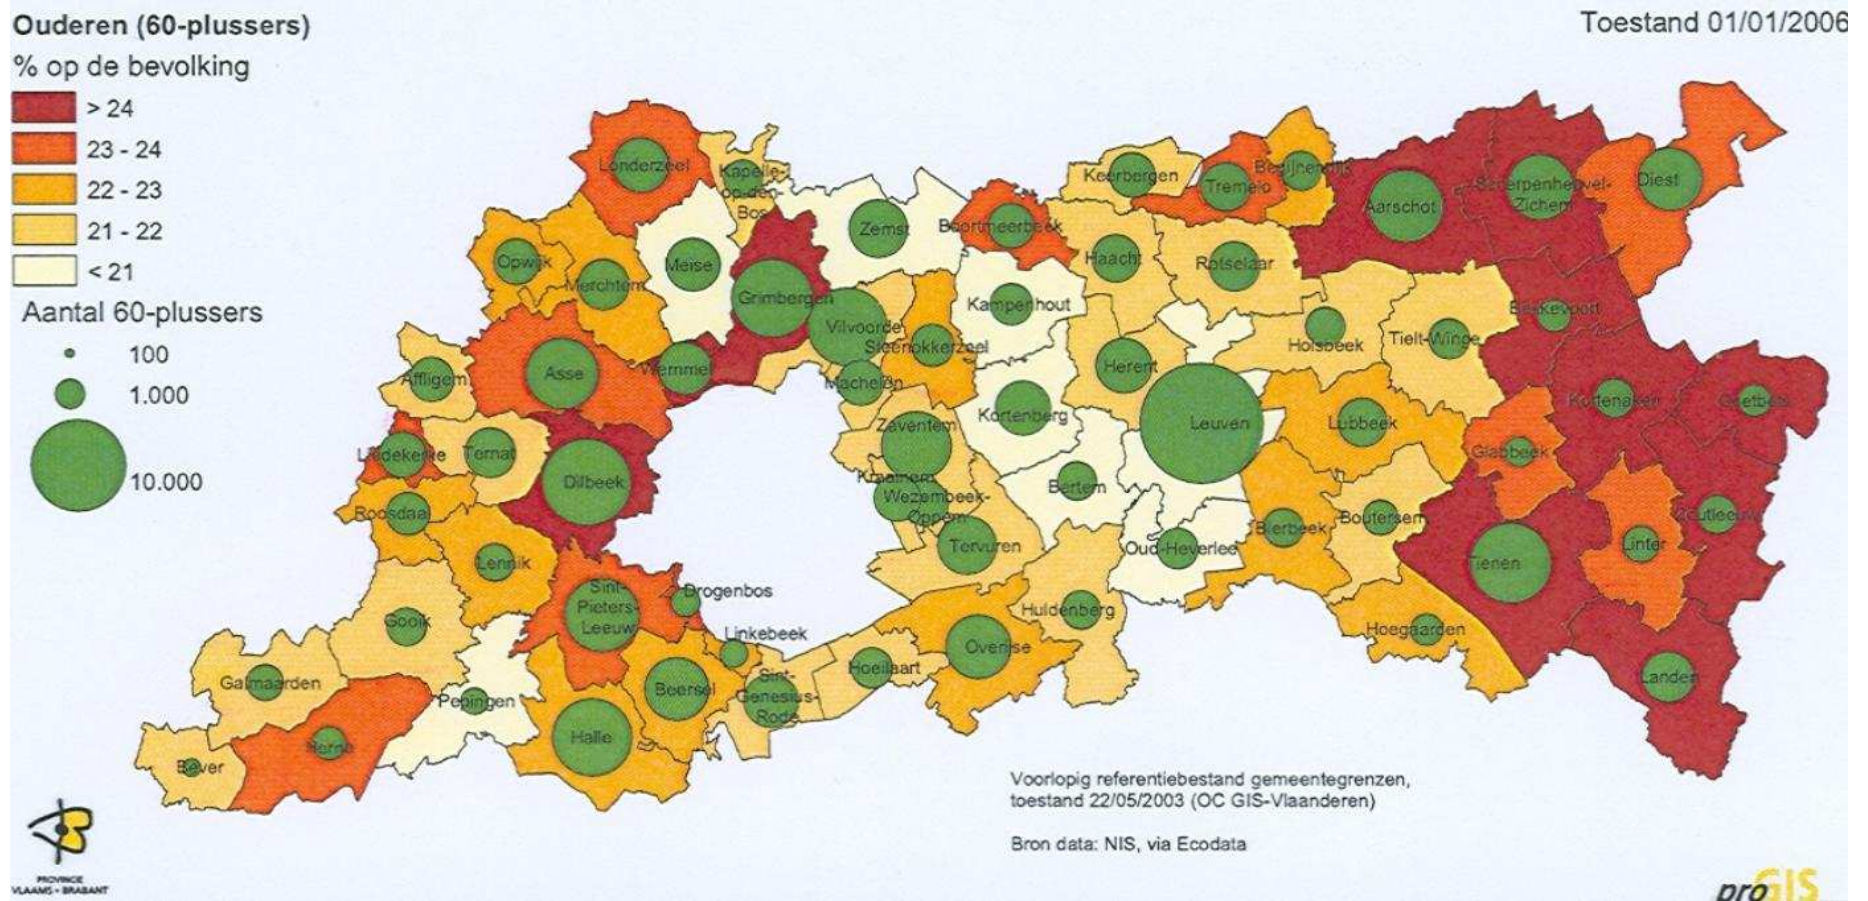 Ouderen (60-plussers)
Toestand 01/01/2006
% op de bevolking
> 24
23 - 24
22 - 23
21 - 22
< 21
Aantal 60-plussers
100
1.000
10.000
Londerzeel
Kapelle-
op-den-
Bos
Keerbergen
Tremelo
Begijnendijk
Aarschot
Scherpenheuvel-
Zichem
Diest
Zemst
Boortmeerbeek
Opwijk
Merchtem
Meise
Grimbergen
Haacht
Rotselaar
Kampenhout
Vilvoorde
Steenokkerzeel
Holsbeek
Tielt-Winge
Bekkevoort
Affligem
Asse
Wemmel
Machelen
Herent
Kortenberg
Leuven
Lubbeek
Kortenaken
Geetbets
Liedekerke
Ternat
Dilbeek
Zaventem
Kraainem
Wezembeek-
Oppem
Bertem
Glabbeek
Roosdaal
Lennik
Tervuren
Oud-Heverlee
Bierbeek
Boutersem
Tienen
Linter
Zoutleeuw
Sint-
Pieters-
Leeuw
Drogenbos
Linkebeek
Gooik
Huldenberg
Hoegaarden
Overijse
Hoeilaart
Galmaarden
Pepingen
Beersel
Sint-
Genesius-
Rode
Landen
Halle
Herne
Bever
Voorlopig referentiebestand gemeentegrenzen,
toestand 22/05/2003 (OC GIS-Vlaanderen)
Bron data: NIS, via Ecodata
PROVINCIE
VLAAMS-BRABANT
proGIS